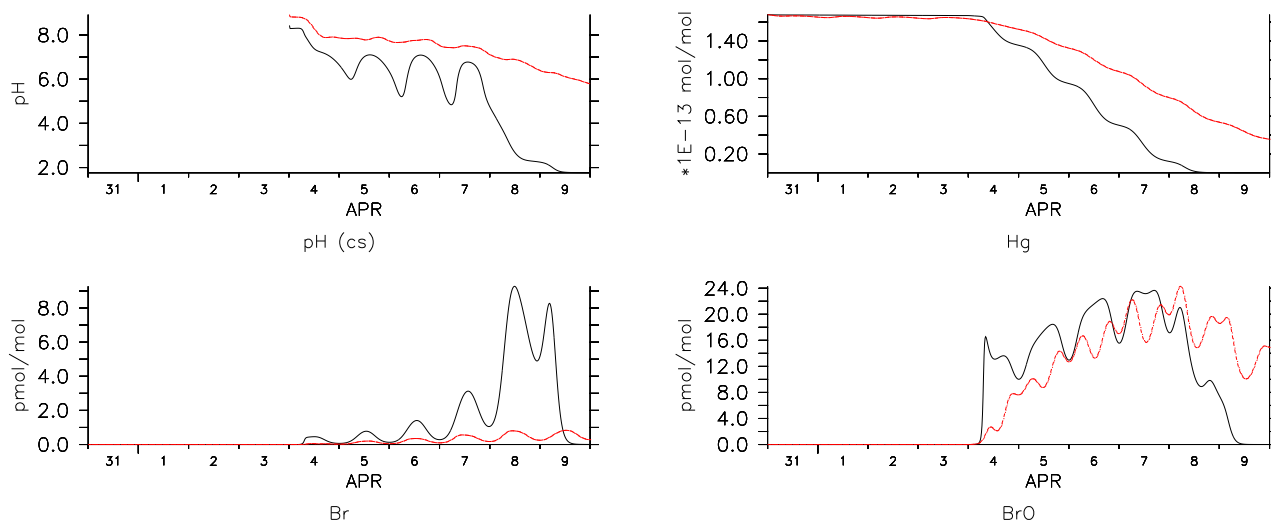 8.0
6.0
4.0
2.0
pH
31 1 2 3 4 5 6 7 8 9
APR
pH (cs)
1.40
1.00
0.60
0.20
*1E-13 mol/mol
31 1 2 3 4 5 6 7 8 9
APR
Hg
8.0
6.0
4.0
2.0
0.0
pmol/mol
31 1 2 3 4 5 6 7 8 9
APR
Br
24.0
20.0
16.0
12.0
8.0
4.0
0.0
pmol/mol
31 1 2 3 4 5 6 7 8 9
APR
BrO